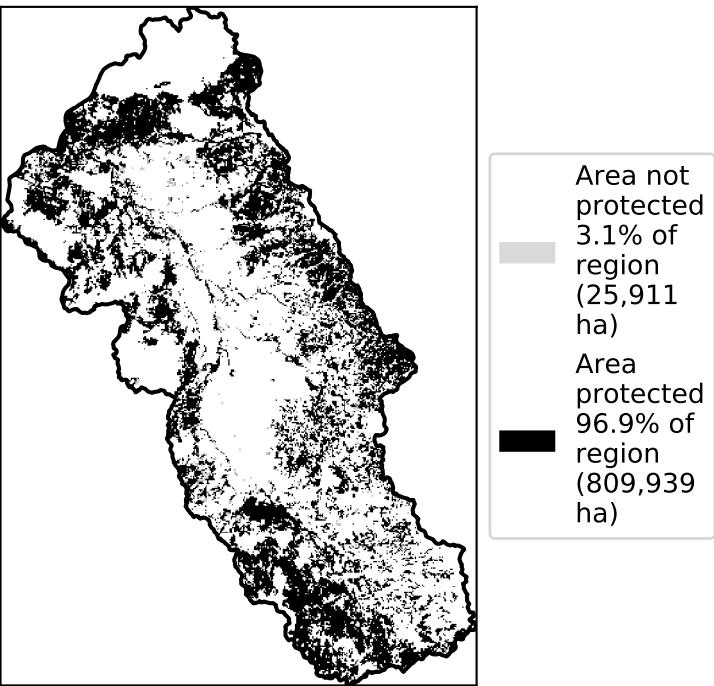 Area not
protected
3.1% of
region
(25,911
ha)
Area
protected
96.9% of
region
(809,939
ha)